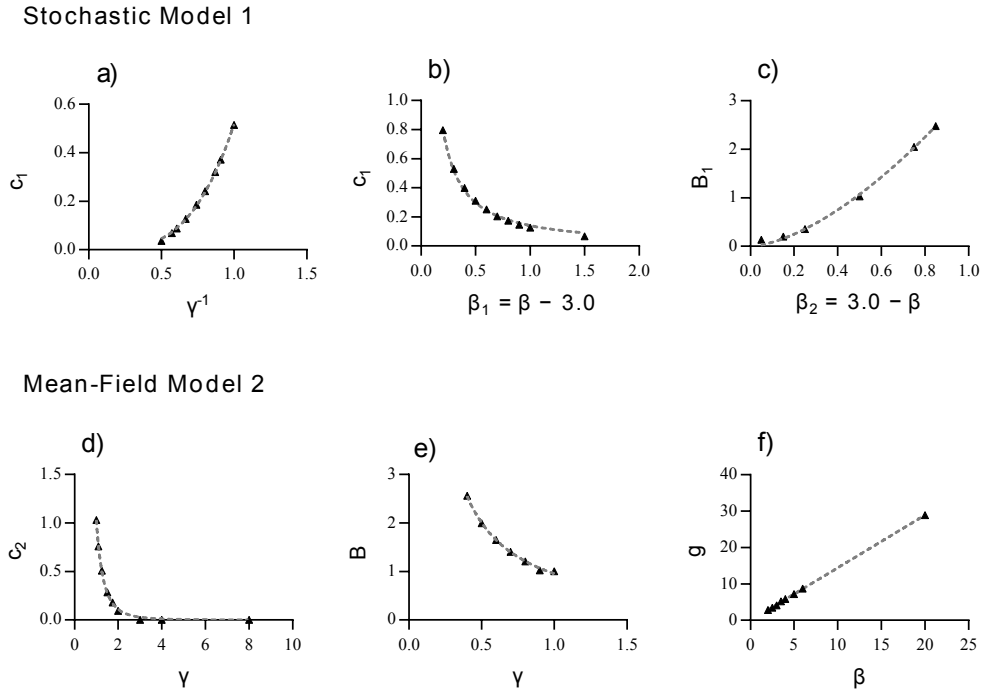 Stochastic Model 1
a)
b)
c)
0.6
0.4
0.2
0.0
c₁
0.0 0.5 1.0 1.5
γ⁻¹
1.0
0.8
0.6
0.4
0.2
0.0
c₁
0.0 0.5 1.0 1.5 2.0
β₁ = β − 3.0
3
2
1
0
B₁
0.0 0.2 0.4 0.6 0.8 1.0
β₂ = 3.0 − β
Mean-Field Model 2
d)
e)
f)
1.5
1.0
0.5
0.0
c₂
0 2 4 6 8 10
γ
3
2
1
0
B
0.0 0.5 1.0 1.5
γ
40
30
20
10
0
g
0 5 10 15 20 25
β